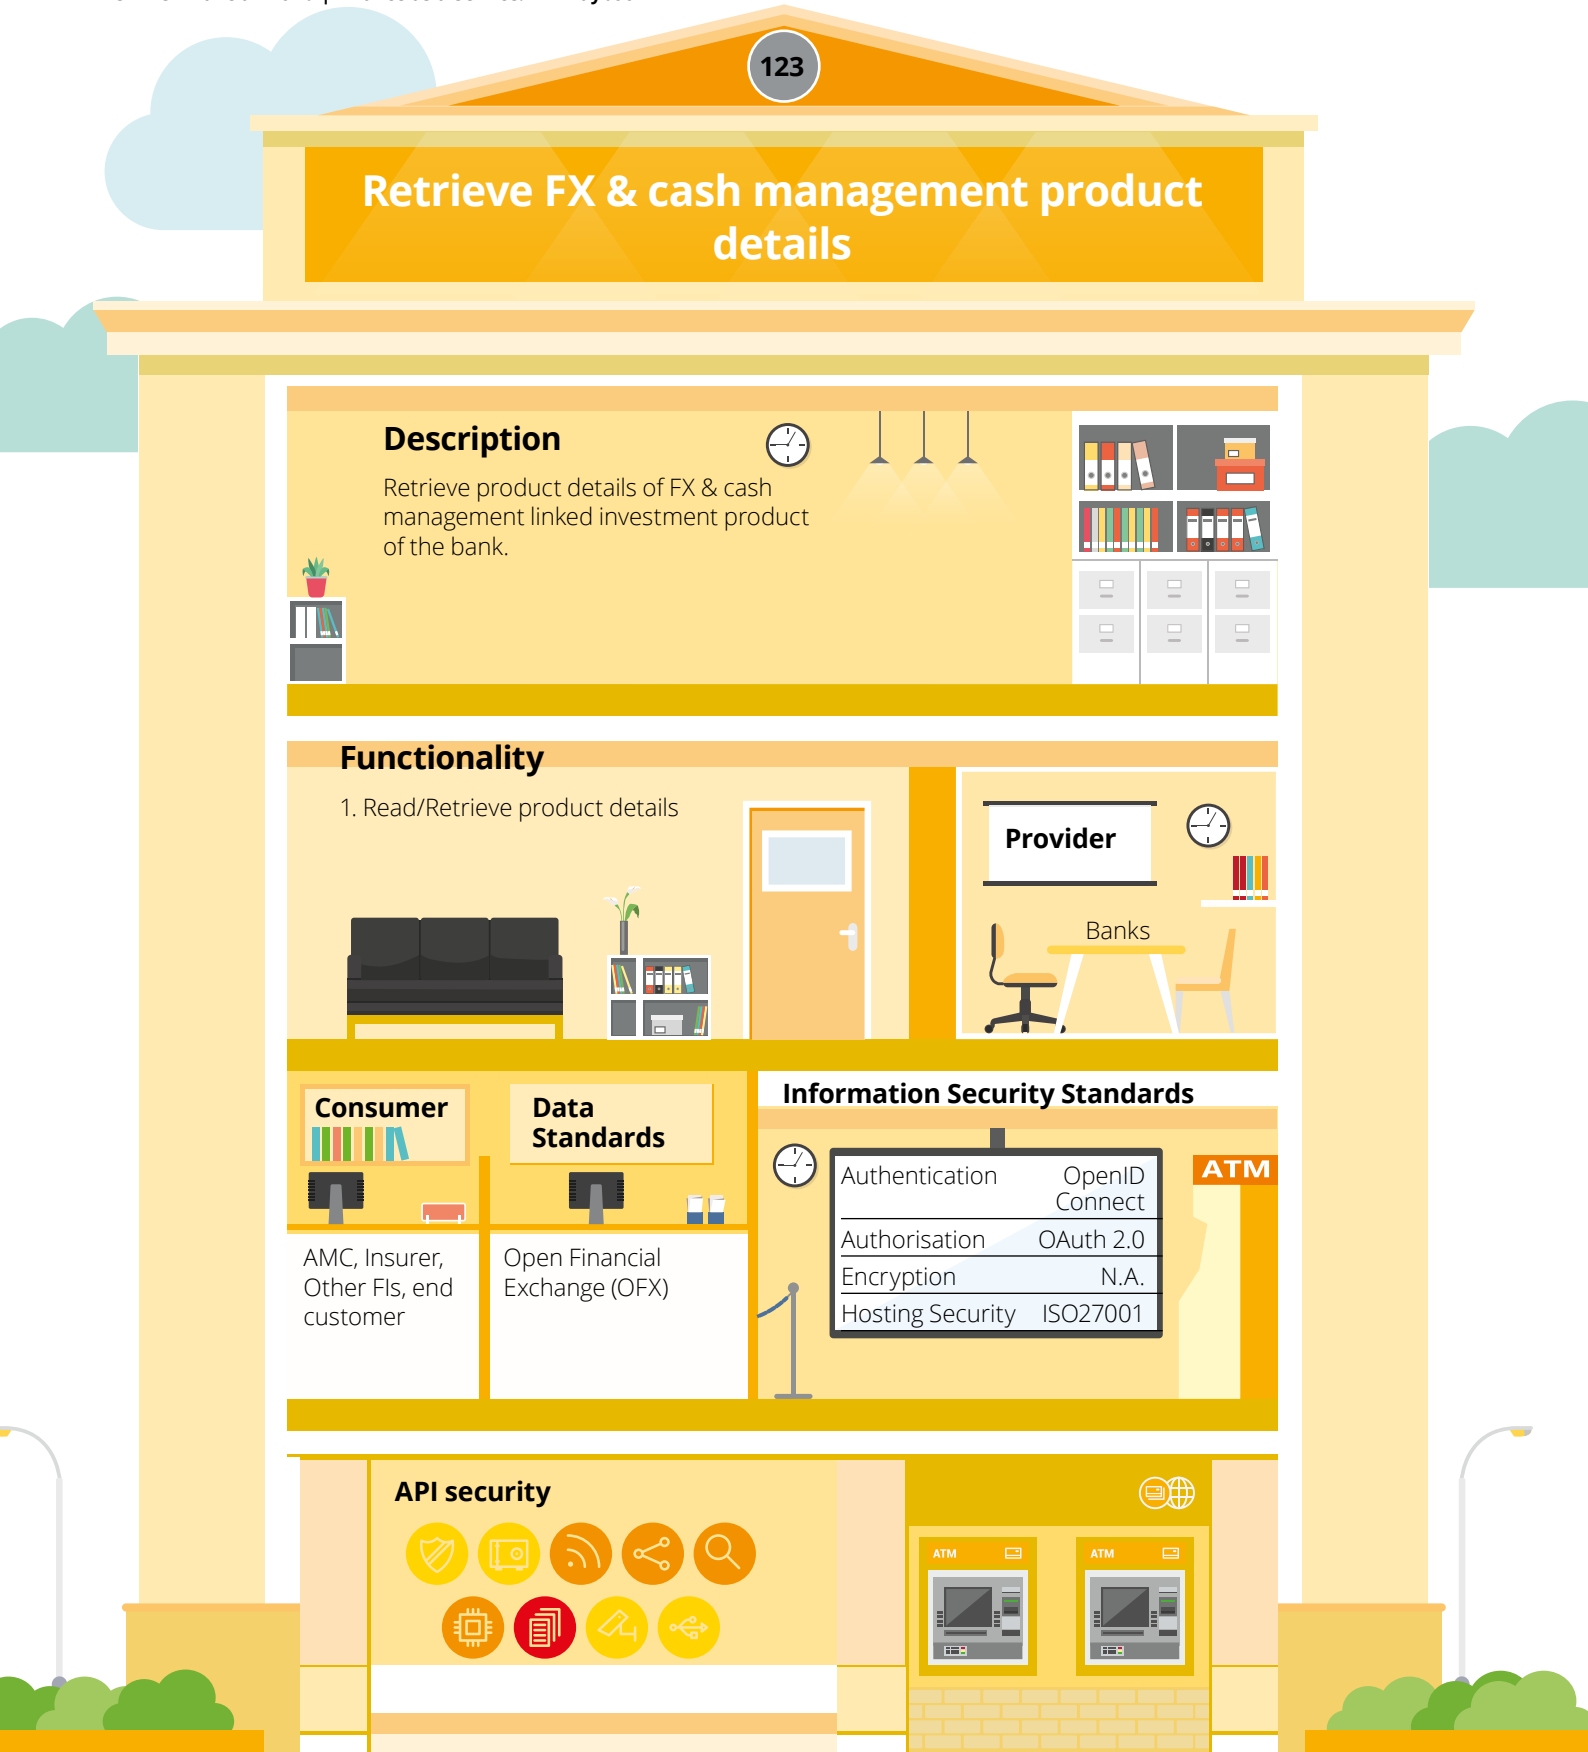 123
Retrieve FX & cash management product
details
Description
Retrieve product details of FX & cash
management linked investment product
of the bank.
Functionality
1. Read/Retrieve product details
Provider
Banks
Consumer
AMC, Insurer,
Other FIs, end
customer
Data
Standards
Open Financial
Exchange (OFX)
Information Security Standards
Authentication OpenID
Connect
Authorisation OAuth 2.0
Encryption N.A.
Hosting Security ISO27001
ATM
API security
ATM
ATM